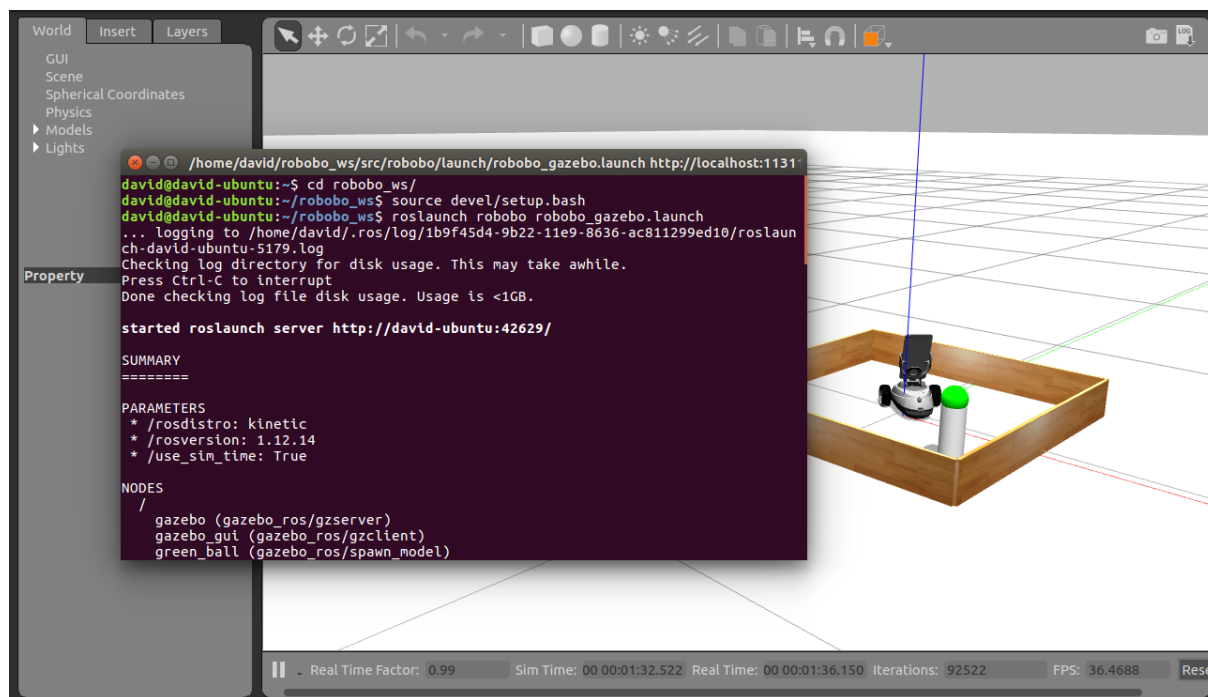 World Insert Layers
GUI
Scene
Spherical Coordinates
Physics
Models
Lights
Property
/home/david/robobo_ws/src/robobo/launch/robobo_gazebo.launch http://localhost:1131
david@david-ubuntu:~$ cd robobo_ws/
david@david-ubuntu:~/robobo_ws$ source devel/setup.bash
david@david-ubuntu:~/robobo_ws$ roslaunch robobo robobo_gazebo.launch
... logging to /home/david/.ros/log/1b9f45d4-9b22-11e9-8636-ac811299ed10/roslaun
ch-david-ubuntu-5179.log
Checking log directory for disk usage. This may take awhile.
Press Ctrl-C to interrupt
Done checking log file disk usage. Usage is <1GB.
started roslaunch server http://david-ubuntu:42629/
SUMMARY
========
PARAMETERS
* /rosdistro: kinetic
* /rosversion: 1.12.14
* /use_sim_time: True
NODES
/
gazebo (gazebo_ros/gzserver)
gazebo_gui (gazebo_ros/gzclient)
green_ball (gazebo_ros/spawn_model)
LOG
Real Time Factor: 0.99 Sim Time: 00 00:01:32.522 Real Time: 00 00:01:36.150 Iterations: 92522 FPS: 36.4688 Rese